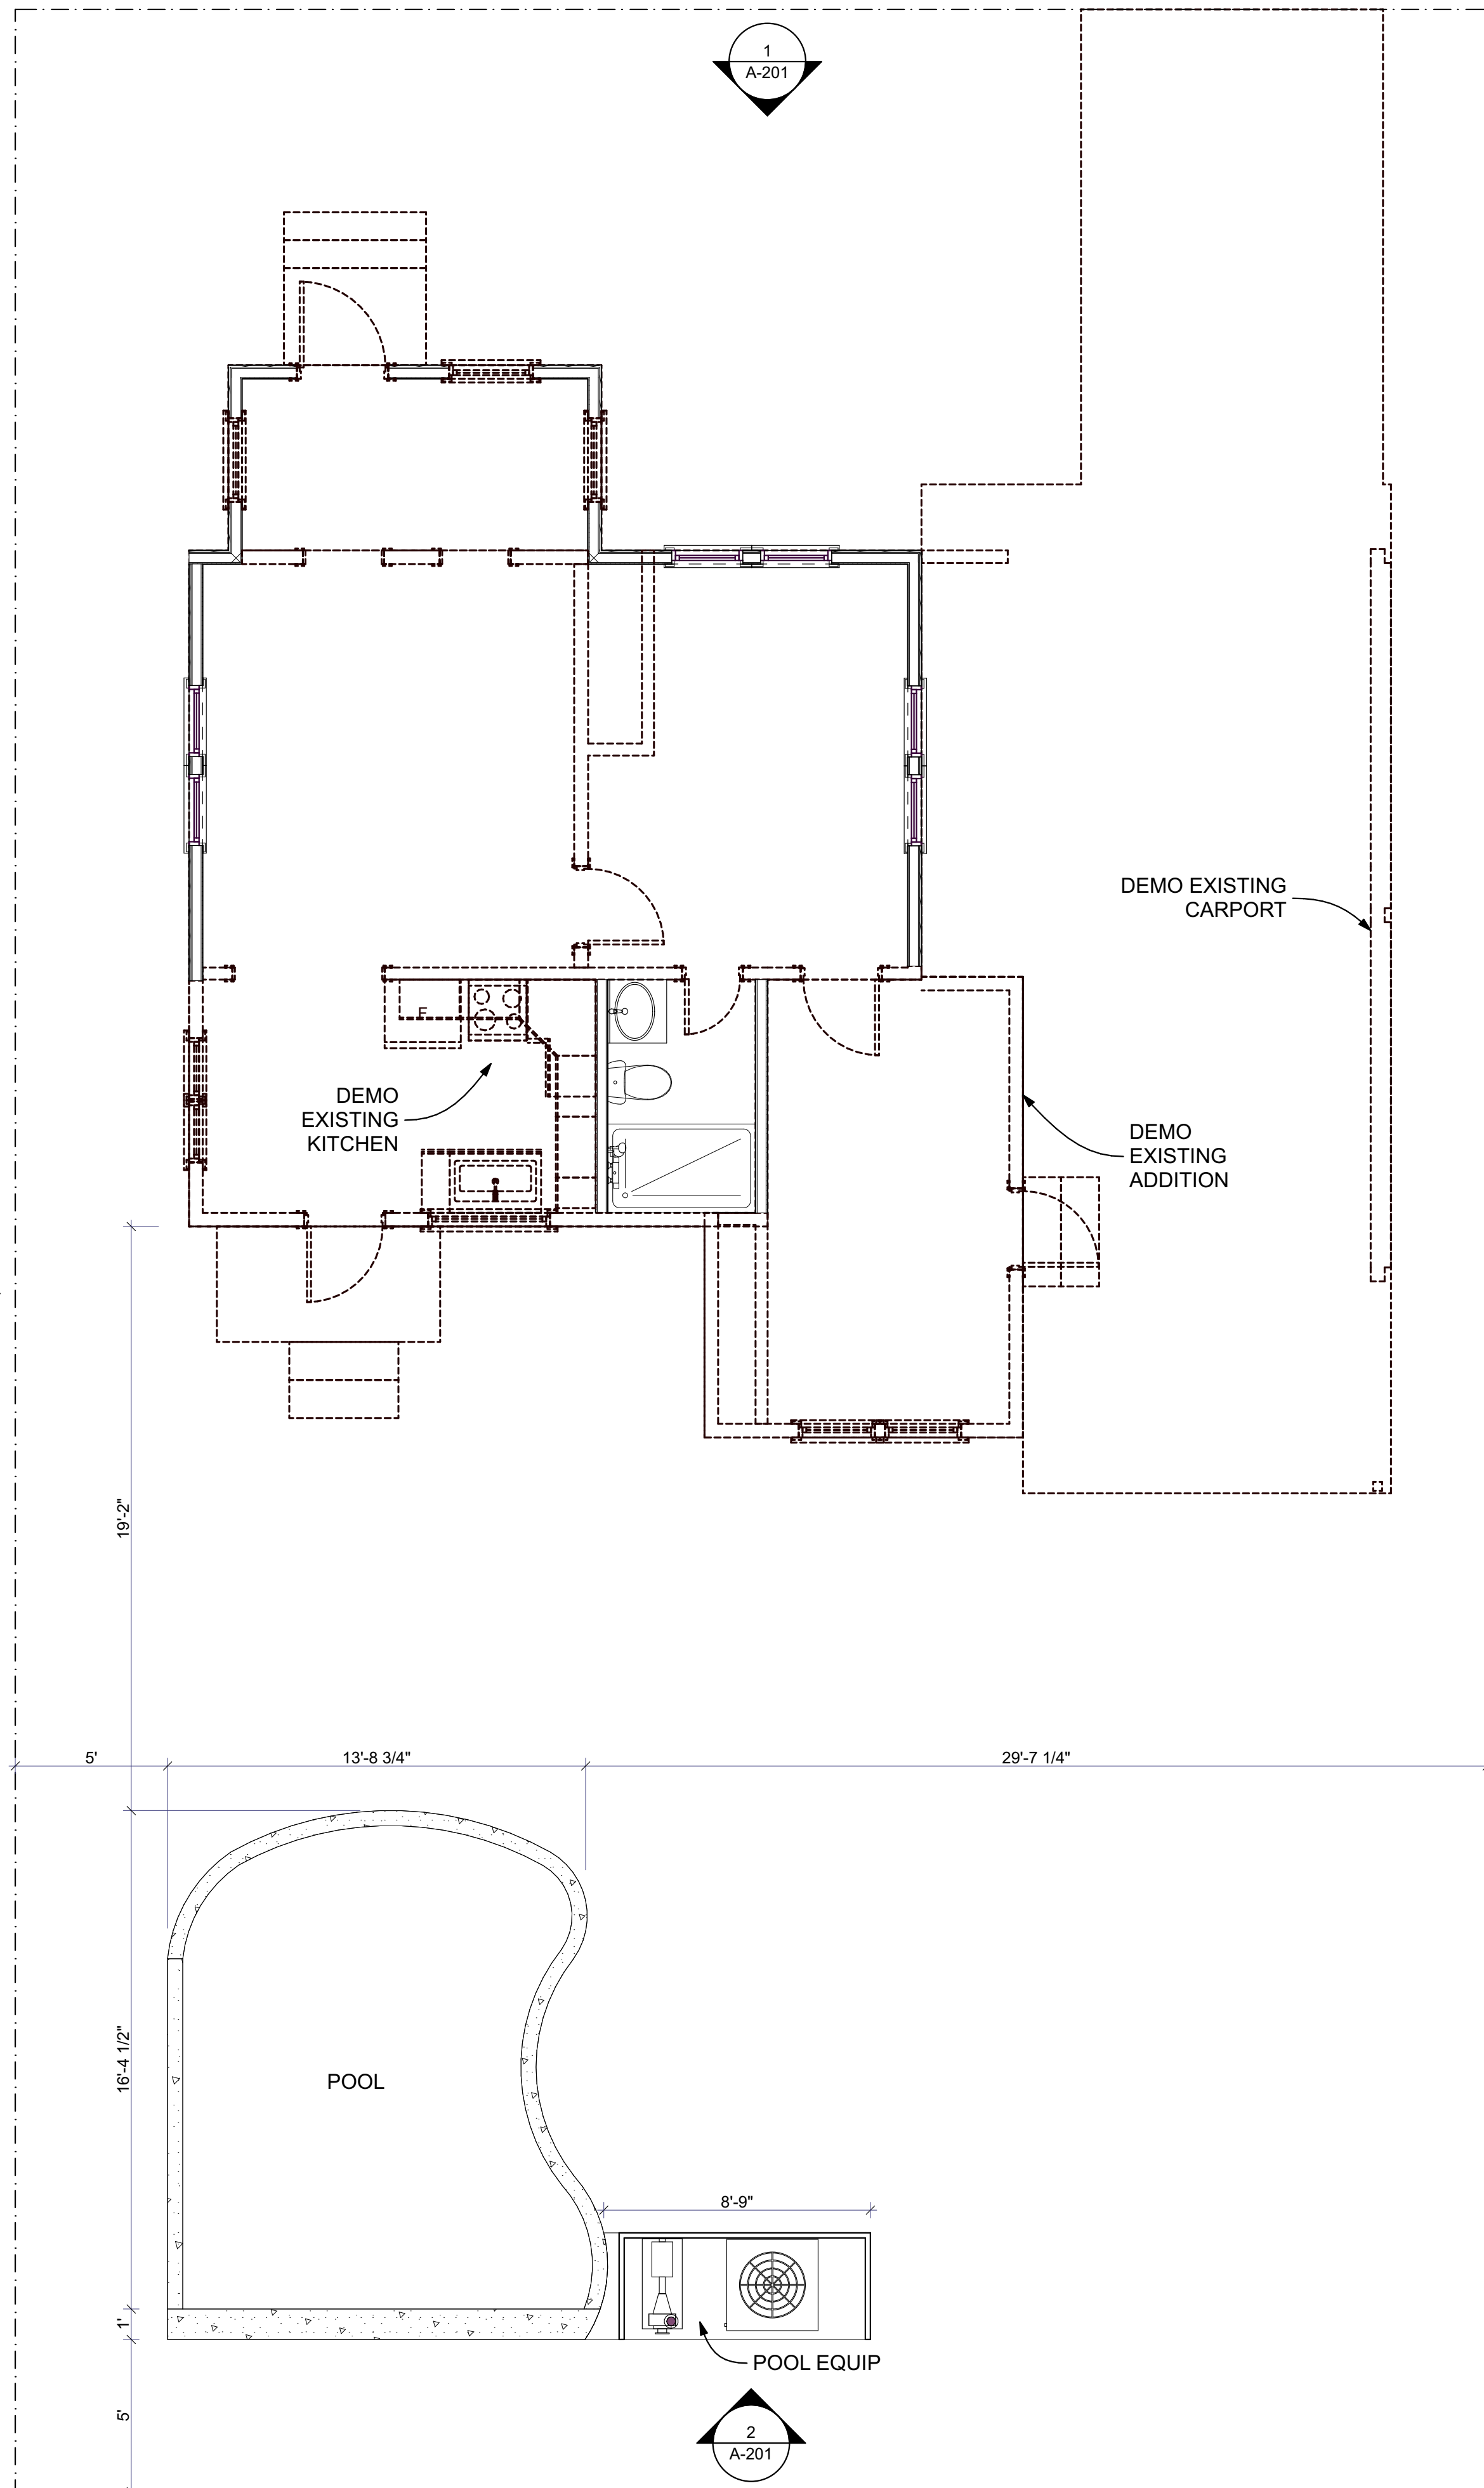 1
A-201
DEMO EXISTING
CARPORT
F
DEMO
EXISTING
KITCHEN
DEMO
EXISTING
ADDITION
19'-2"
5'
13'-8 3/4"
29'-7 1/4"
16'-4 1/2"
POOL
8'-9"
1'
POOL EQUIP
5'
2
A-201